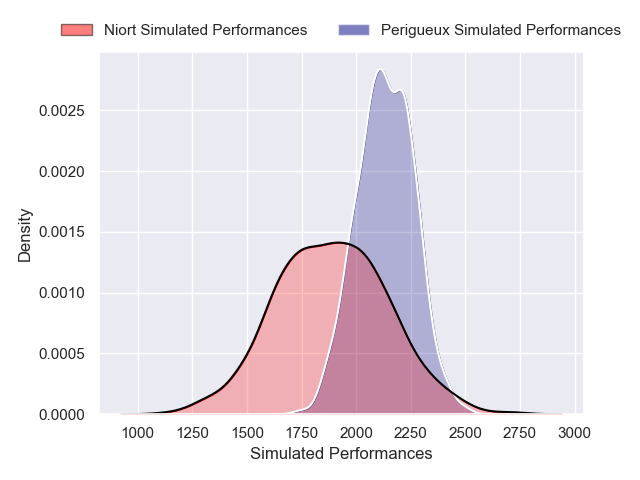 Niort Simulated Performances
Perigueux Simulated Performances
Density
0.0025
0.0020
0.0015
0.0010
0.0005
0.0000
1000 1250 1500 1750 2000 2250 2500 2750 3000
Simulated Performances